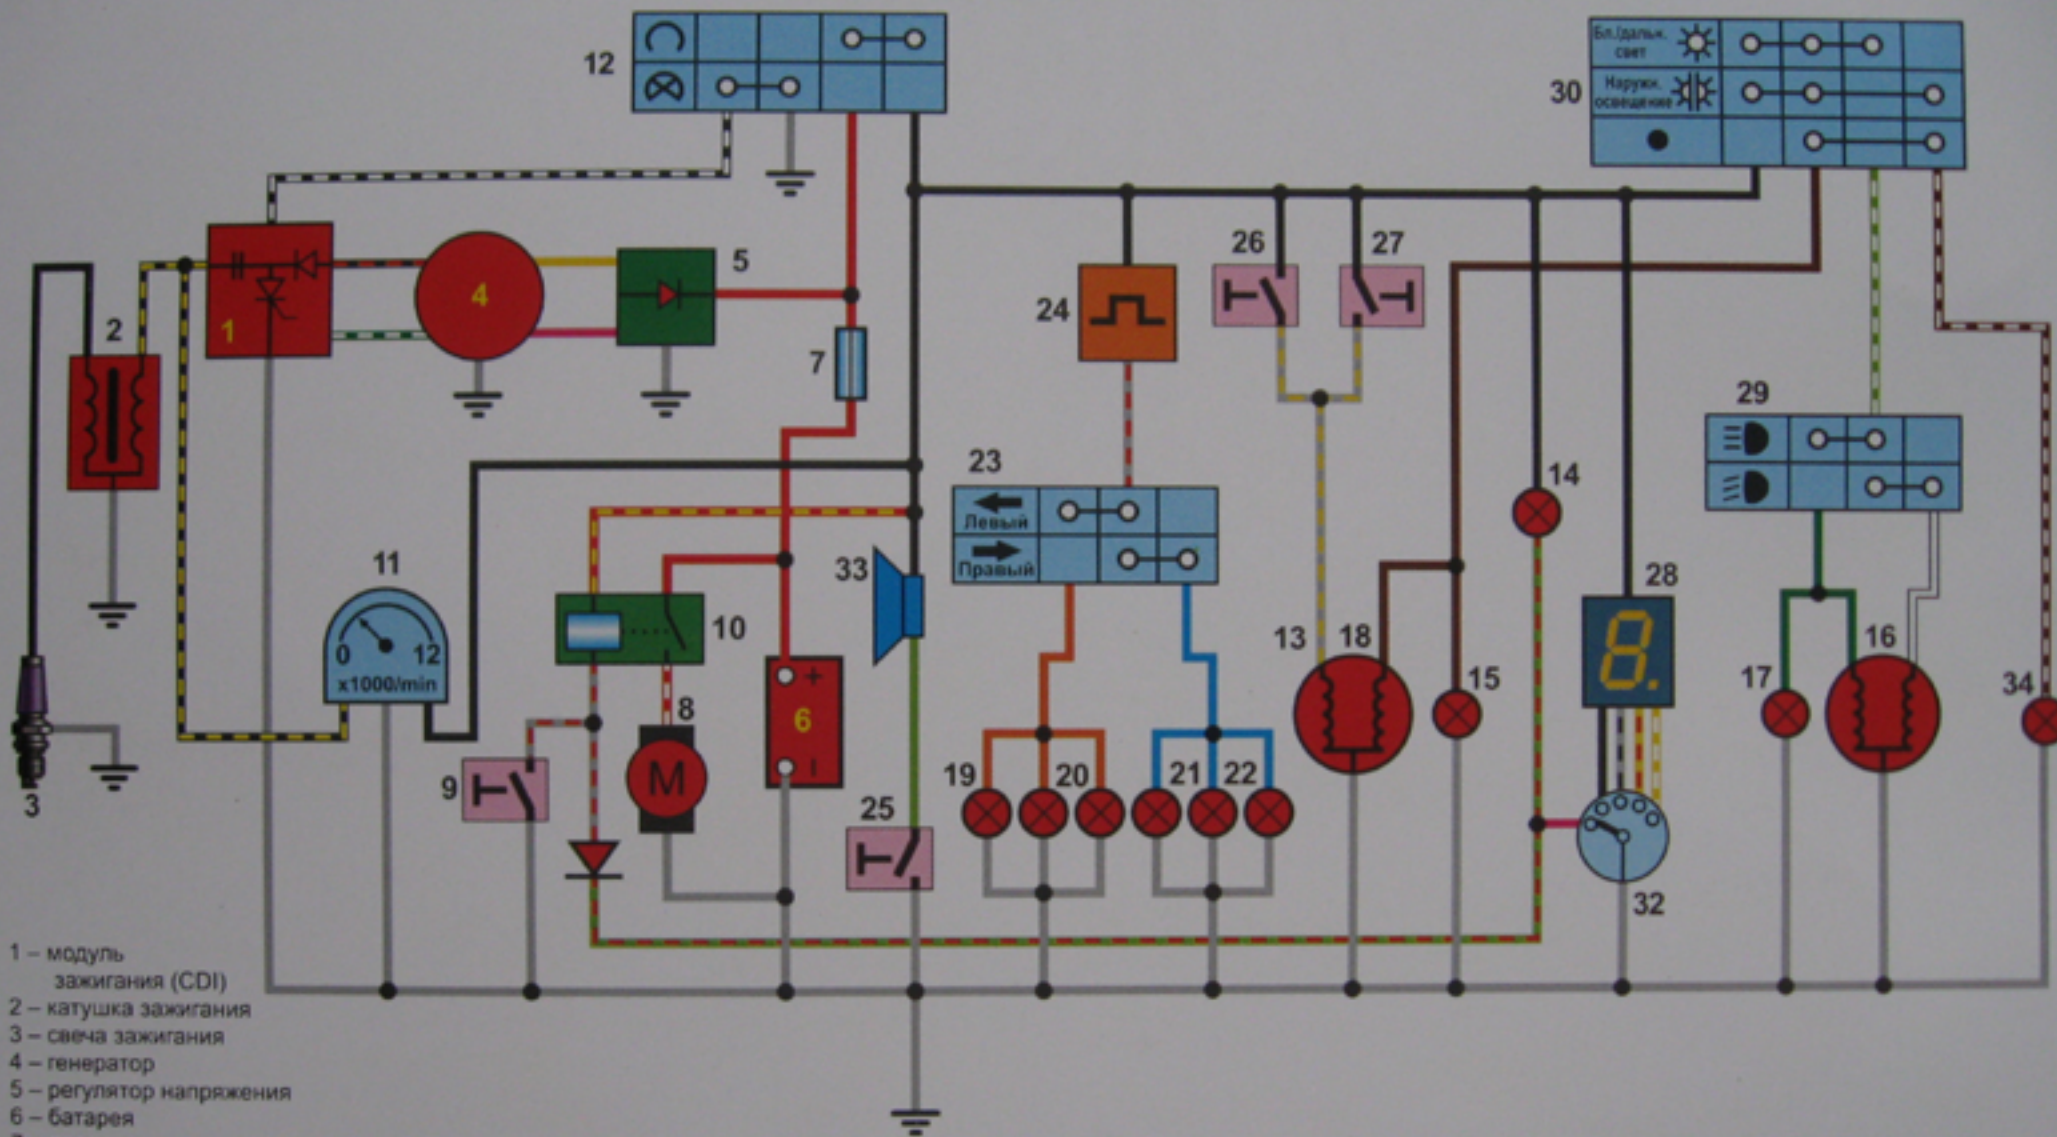 12
Бл./дальн.
свет
30
Наружн.
освещение
1
2
3
4
5
7
24
26
27
29
23
Левый
Правый
14
11
0 12
x1000/min
33
10
28
8.
13
18
16
15
17
34
9
8
M
6
+
19
20
21
22
25
32
1 – модуль
зажигания (CDI)
2 – катушка зажигания
3 – свеча зажигания
4 – генератор
5 – регулятор напряжения
6 – батарея